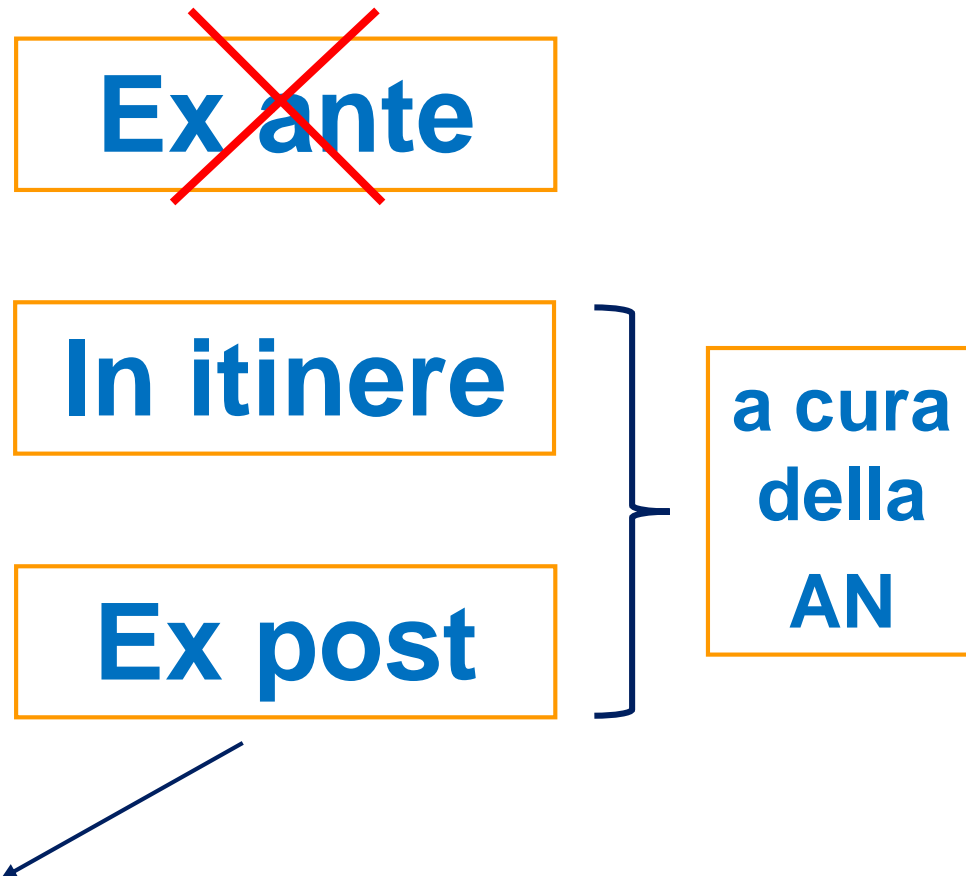 Ex ante
In itinere
a cura
della
AN
Ex post